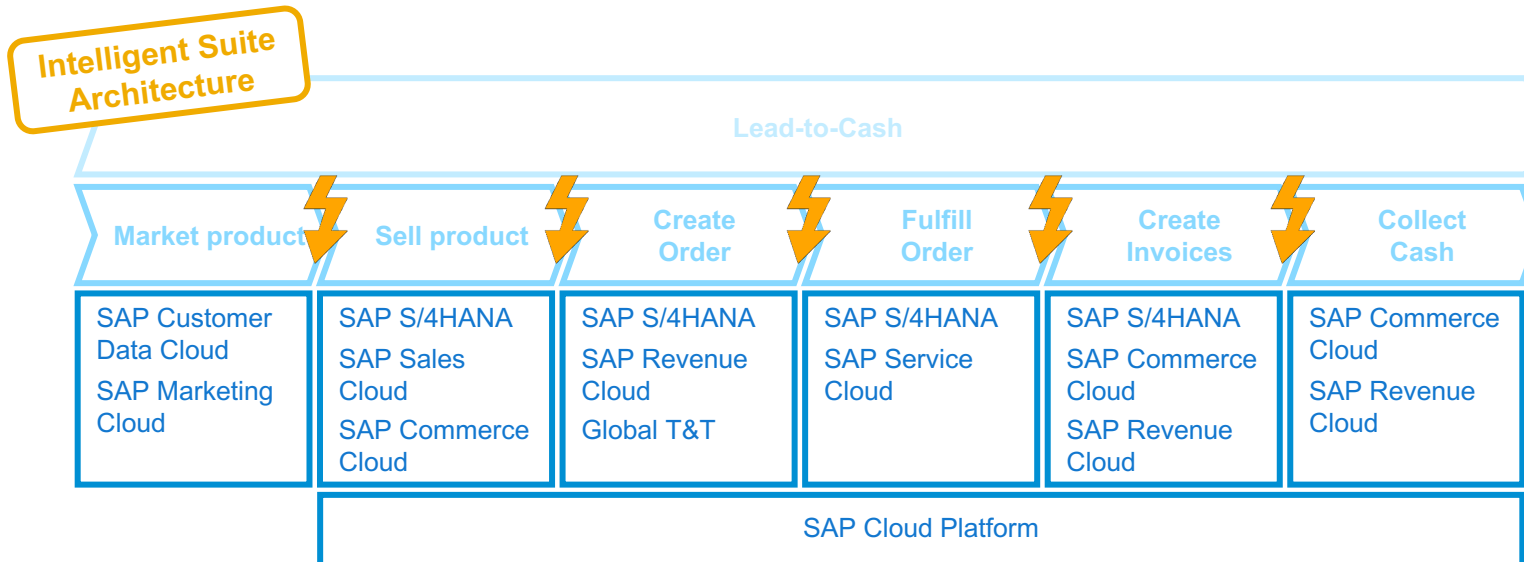 Intelligent Suite
Architecture
Lead-to-Cash
Market product
Sell product
Create
Order
Fulfill
Order
Create
Invoices
Collect
Cash
SAP Customer
Data Cloud
SAP Marketing
Cloud
SAP S/4HANA
SAP Sales
Cloud
SAP Commerce
Cloud
SAP S/4HANA
SAP Revenue
Cloud
Global T&T
SAP S/4HANA
SAP Service
Cloud
SAP S/4HANA
SAP Commerce
Cloud
SAP Revenue
Cloud
SAP Commerce
Cloud
SAP Revenue
Cloud
SAP Cloud Platform